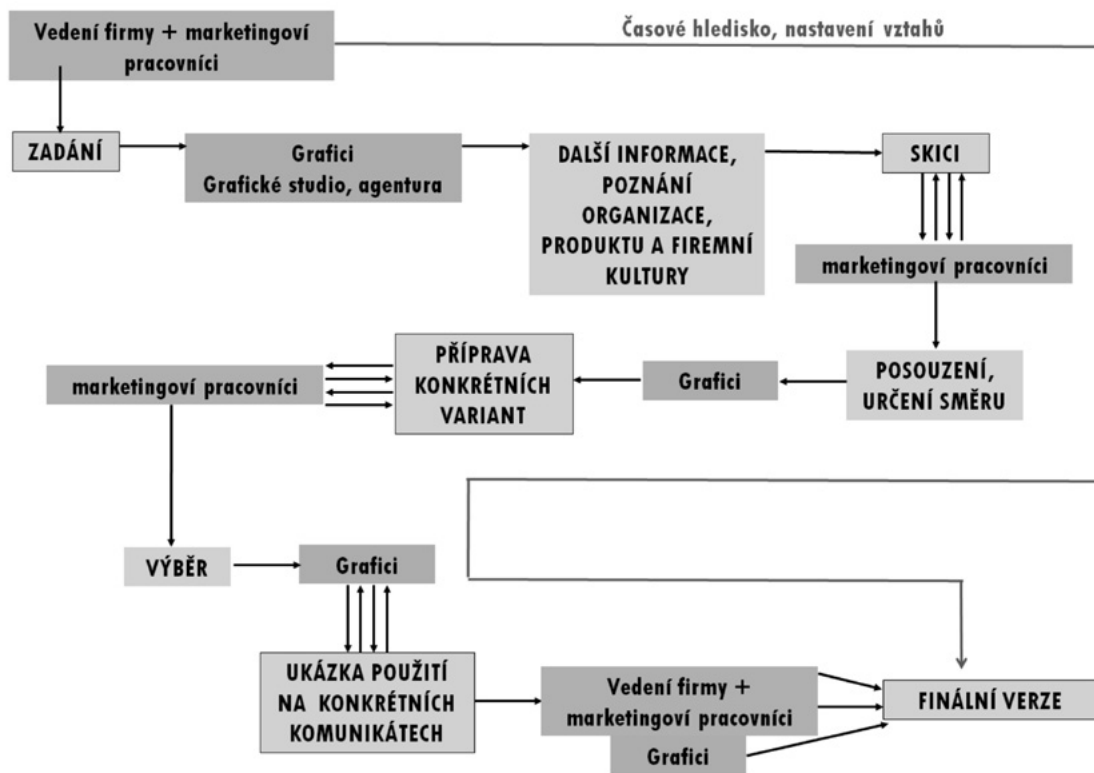 Vedení firmy + marketingoví
pracovníci
Časové hledisko, nastavení vztahů
ZADÁNÍ
Grafici
Grafické studio, agentura
DALŠÍ INFORMACE,
POZNÁNÍ
ORGANIZACE,
PRODUKTU A FIREMNÍ
KULTURY
SKICI
marketingoví pracovníci
POSOUZENÍ,
URČENÍ SMĚRU
Grafici
PŘÍPRAVA
KONKRÉTNÍCH
VARIANT
marketingoví pracovníci
VÝBĚR
Grafici
UKÁZKA POUŽITÍ
NA KONKRÉTNÍCH
KOMUNIKÁTECH
Vedení firmy +
marketingoví pracovníci
Grafici
FINÁLNÍ VERZE